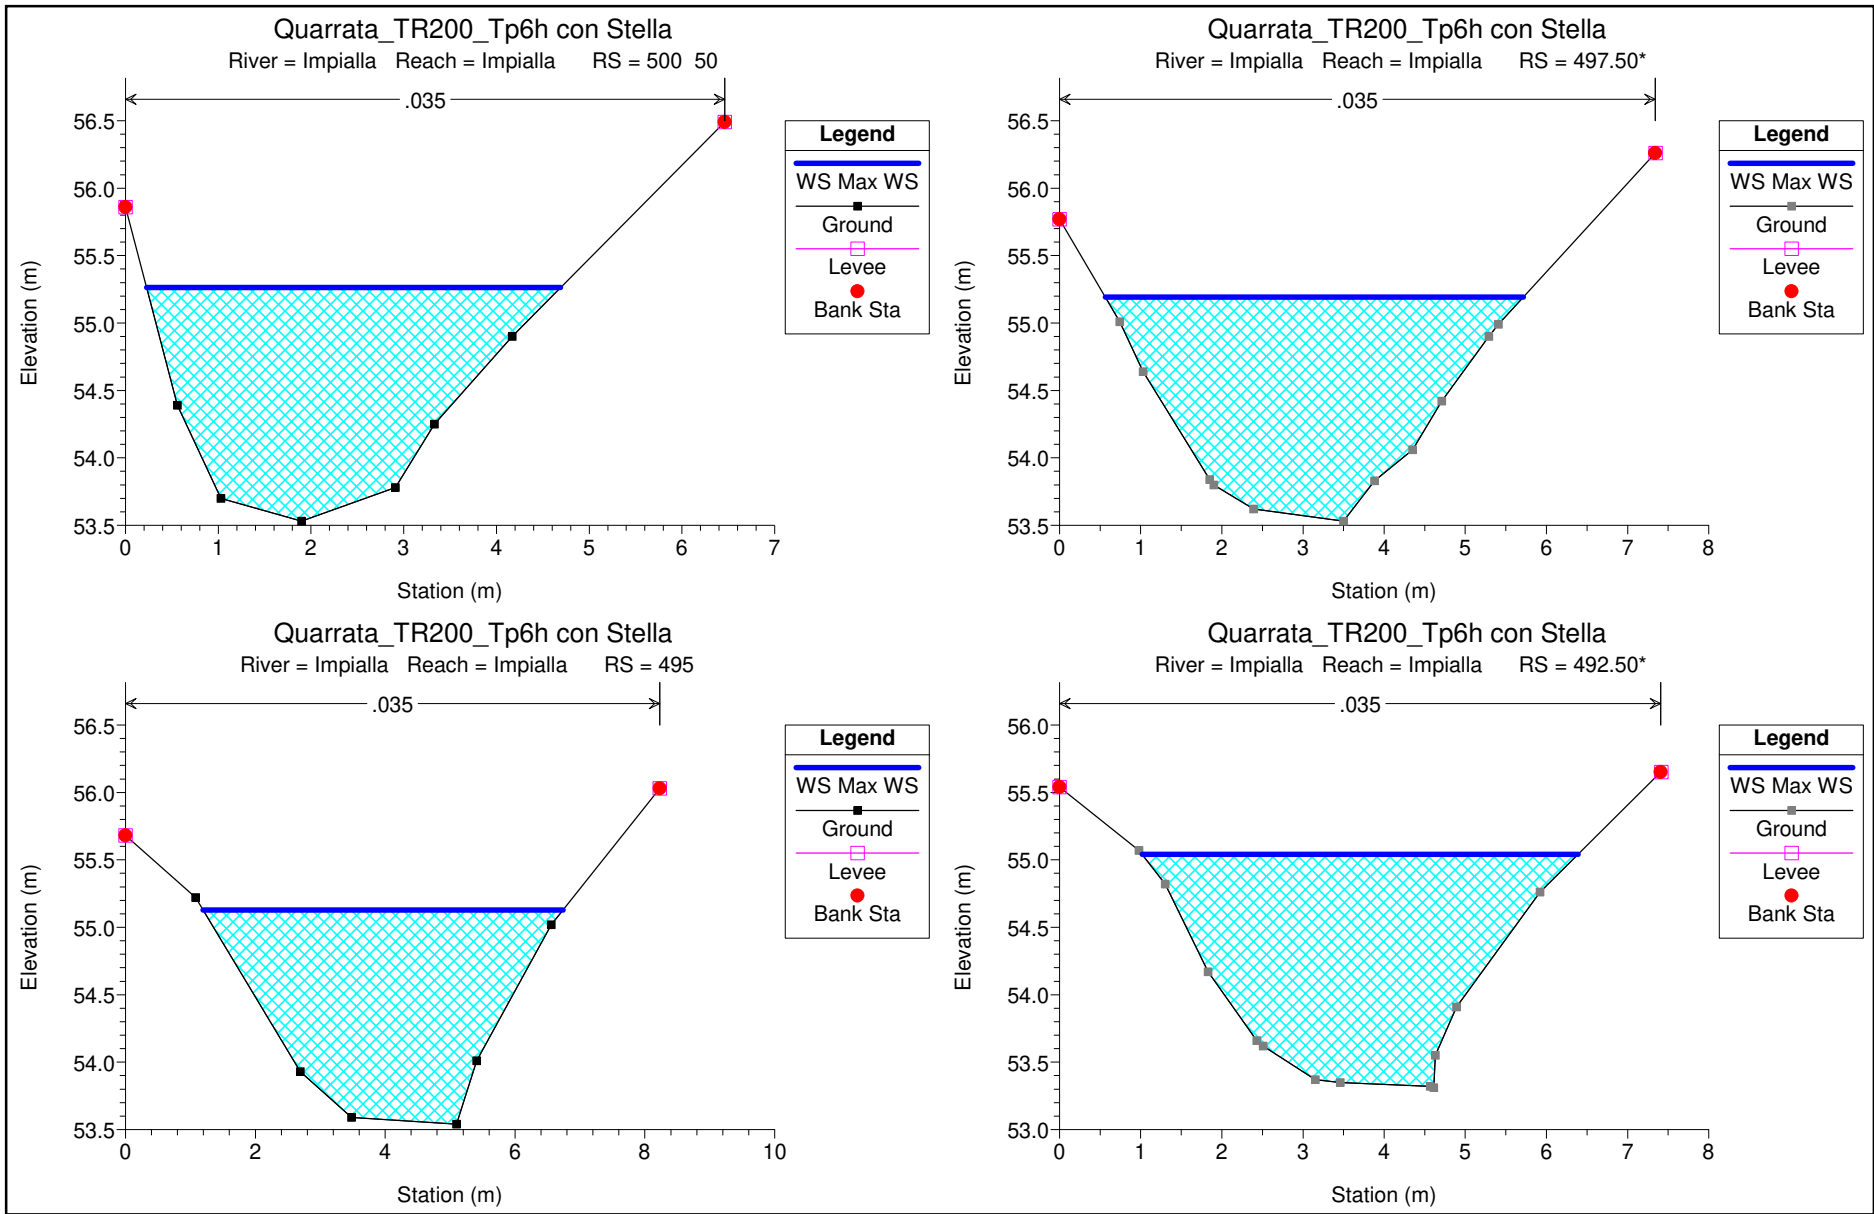 Quarrata_TR200_Tp6h con Stella
River = Impialla Reach = Impialla RS = 500 50
.035
56.5
56.0
55.5
55.0
54.5
54.0
53.5
0 1 2 3 4 5 6 7
Station (m)
Elevation (m)
Legend
WS Max WS
Ground
Levee
Bank Sta
Quarrata_TR200_Tp6h con Stella
River = Impialla Reach = Impialla RS = 497.50*
.035
56.5
56.0
55.5
55.0
54.5
54.0
53.5
0 1 2 3 4 5 6 7 8
Station (m)
Elevation (m)
Legend
WS Max WS
Ground
Levee
Bank Sta
Quarrata_TR200_Tp6h con Stella
River = Impialla Reach = Impialla RS = 495
.035
56.5
56.0
55.5
55.0
54.5
54.0
53.5
0 2 4 6 8 10
Station (m)
Elevation (m)
Legend
WS Max WS
Ground
Levee
Bank Sta
Quarrata_TR200_Tp6h con Stella
River = Impialla Reach = Impialla RS = 492.50*
.035
56.0
55.5
55.0
54.5
54.0
53.5
53.0
0 1 2 3 4 5 6 7 8
Station (m)
Elevation (m)
Legend
WS Max WS
Ground
Levee
Bank Sta